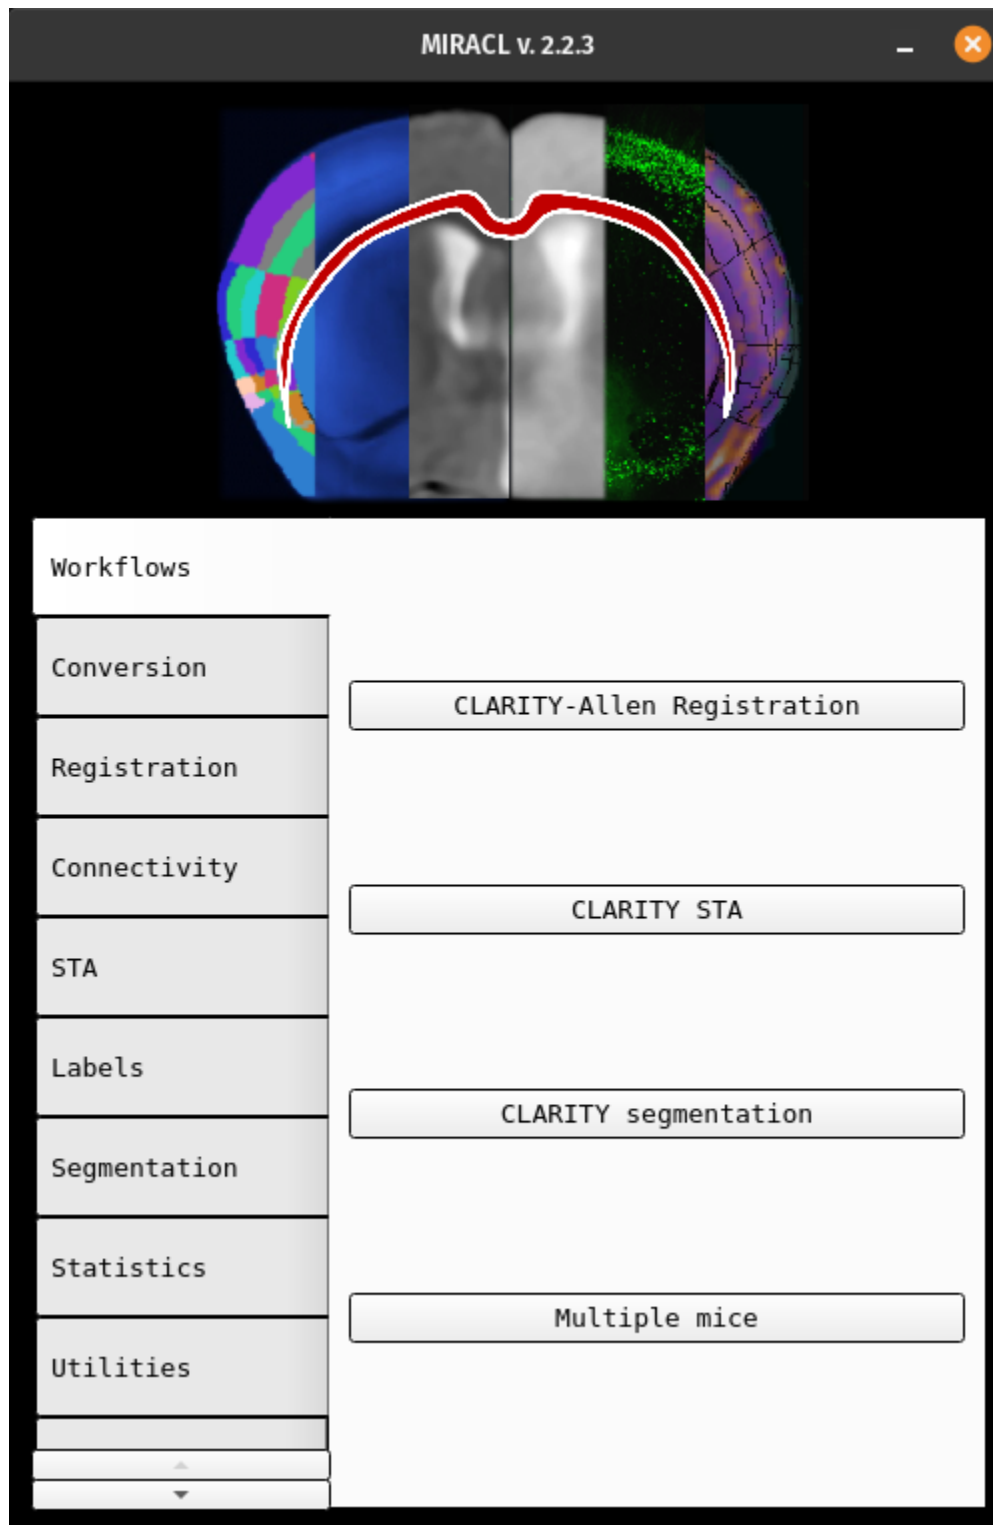 MIRACL v. 2.2.3
Workflows
Conversion
Registration
Connectivity
STA
Labels
Segmentation
Statistics
Utilities
CLARITY-Allen Registration
CLARITY STA
CLARITY segmentation
Multiple mice